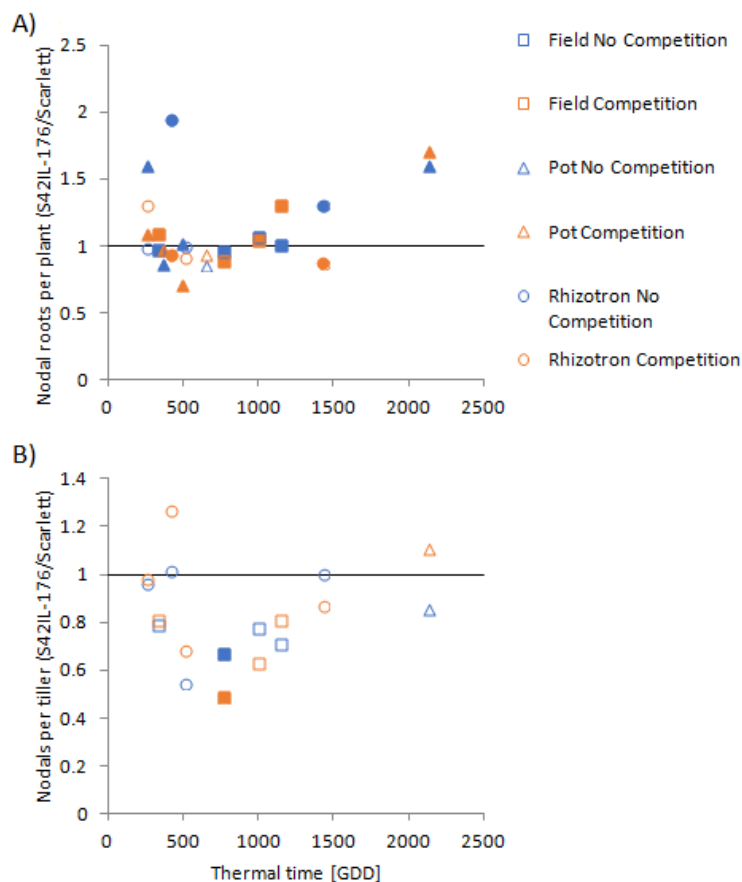 A)
Nodal roots per plant (S42IL-176/Scarlett)
2.5
2
1.5
1
0.5
0
0 500 1000 1500 2000 2500
Field No Competition
Field Competition
Pot No Competition
Pot Competition
Rhizotron No
Competition
Rhizotron Competition
B)
Nodals per tiller (S42IL-176/Scarlett)
1.4
1.2
1
0.8
0.6
0.4
0.2
0
0 500 1000 1500 2000 2500
Thermal time [GDD]